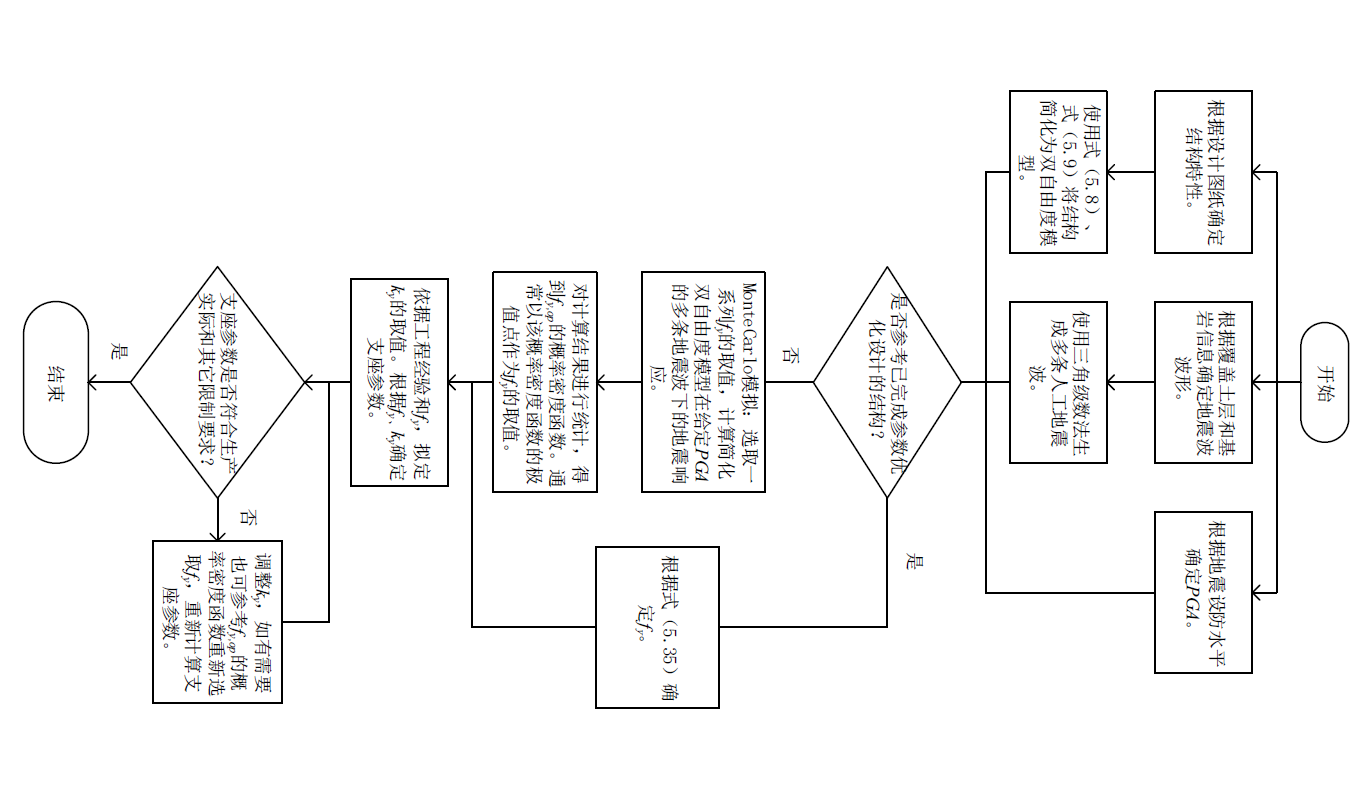 开始
根据设计图纸确定
结构特性。
根据覆盖土层和基
岩信息确定地震波
波形。
根据地震设防水平
确定PGA。
使用式（5.8）、
式（5.9）将结构
简化为双自由度模
型。
使用三角级数法生
成多条人工地震
波。
是否参考已完成参数优
化设计的结构？
否
是
MonteCarlo模拟：选取一
系列fy的取值，计算简化
双自由度模型在给定PGA
的多条地震波下的地震响
应。
根据式（5.35）确
定fy。
对计算结果进行统计，得
到fy,op的概率密度函数。通
常以该概率密度函数的极
值点作为fy的取值。
依据工程经验和fy，拟定
ky的取值。根据fy、ky确定
支座参数。
支座参数是否符合生产
实际和其它限制要求？
否
是
调整ky，如有需要
也可参考fy,op的概
率密度函数重新选
取fy，重新计算支
座参数。
结束